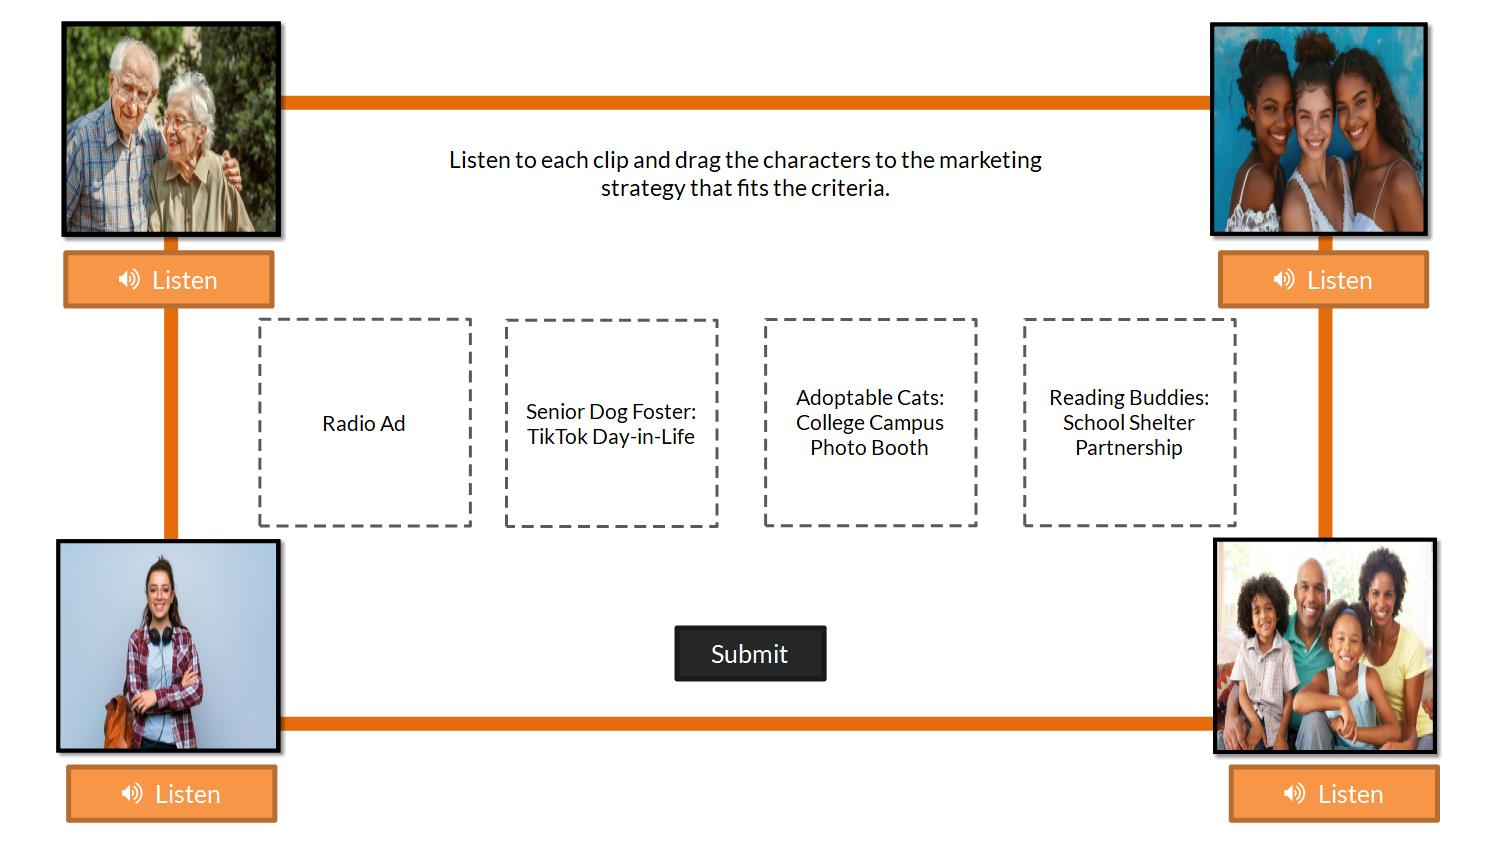 Listen to each clip and drag the characters to the marketing
strategy that fits the criteria.
Listen
Listen
Radio Ad
Senior Dog Foster:
TikTok Day-in-Life
Adoptable Cats:
College Campus
Photo Booth
Reading Buddies:
School Shelter
Partnership
Submit
Listen
Listen